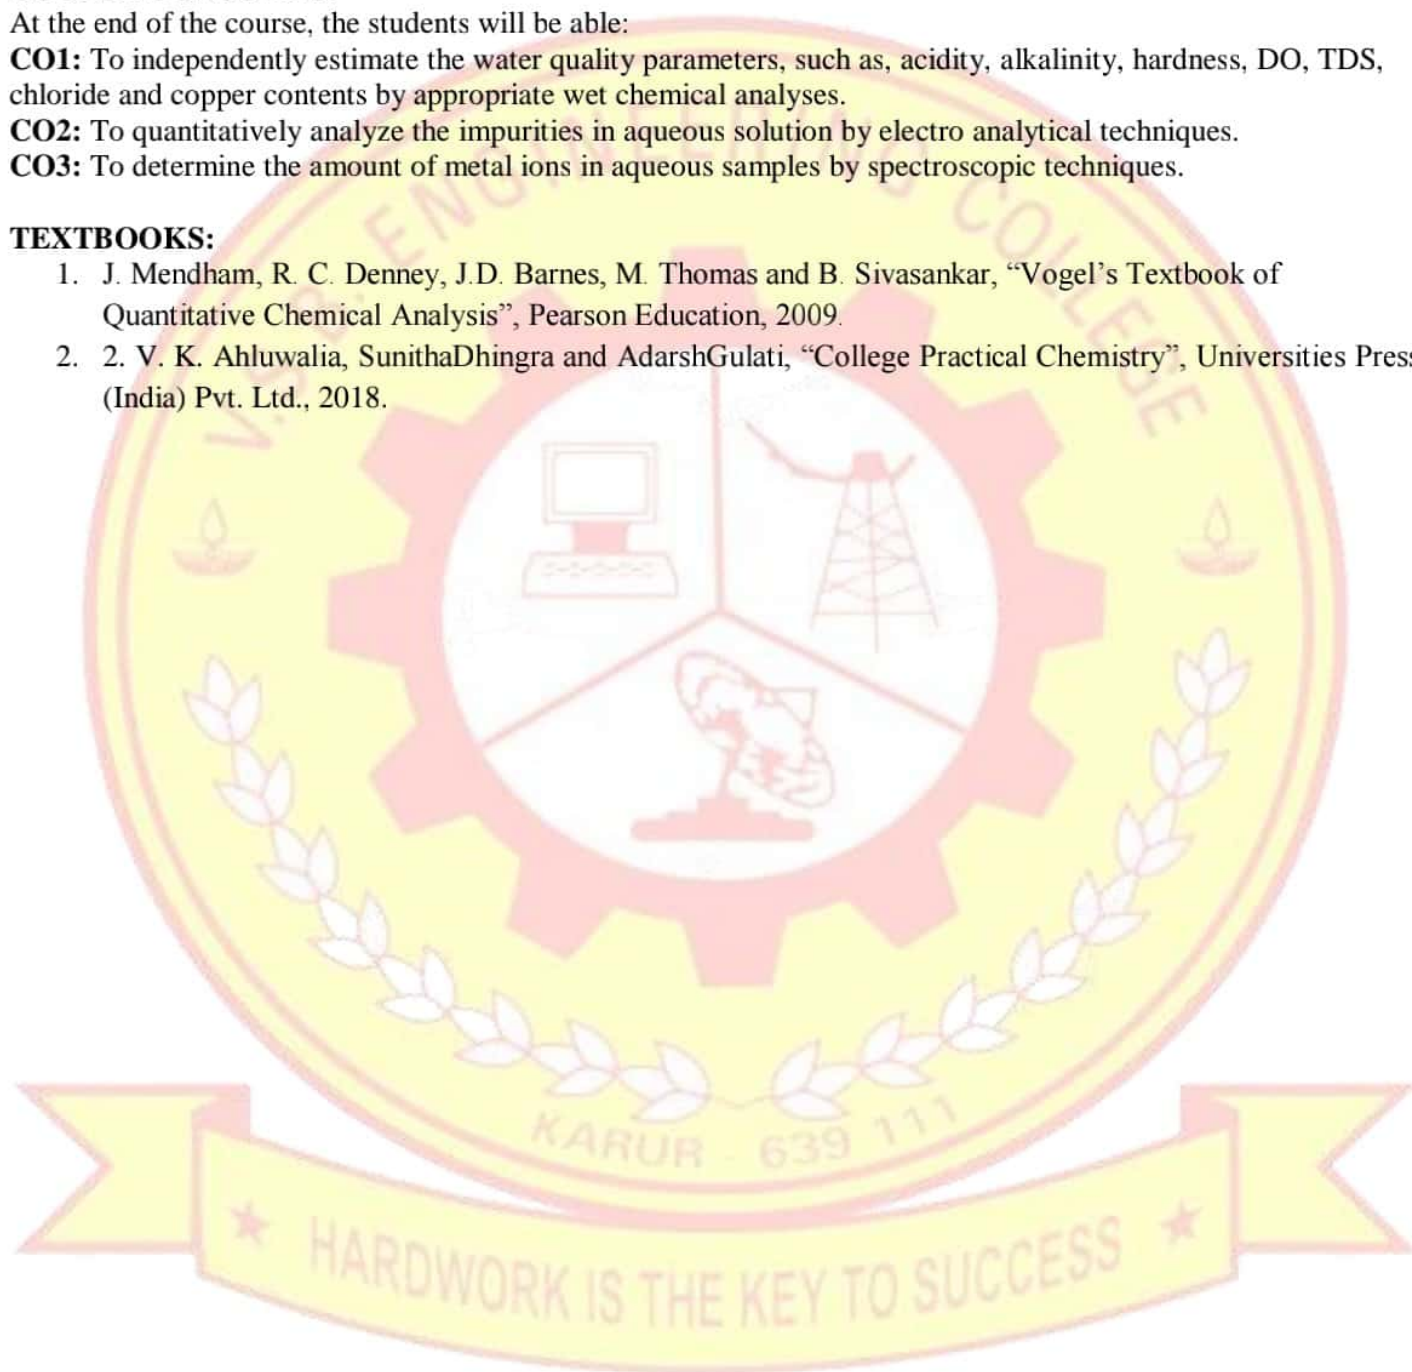 At the end of the course, the students will be able:
CO1: To independently estimate the water quality parameters, such as, acidity, alkalinity, hardness, DO, TDS,
chloride and copper contents by appropriate wet chemical analyses.
CO2: To quantitatively analyze the impurities in aqueous solution by electro analytical techniques.
CO3: To determine the amount of metal ions in aqueous samples by spectroscopic techniques.
TEXTBOOKS:
1. J. Mendham, R. C. Denney, J.D. Barnes, M. Thomas and B. Sivasankar, “Vogel’s Textbook of
Quantitative Chemical Analysis”, Pearson Education, 2009.
2. 2. V. K. Ahluwalia, SunithaDhingra and AdarshGulati, “College Practical Chemistry”, Universities Press
(India) Pvt. Ltd., 2018.
V.S.B. ENGINEERING COLLEGE
KARUR - 639 111
HARDWORK IS THE KEY TO SUCCESS